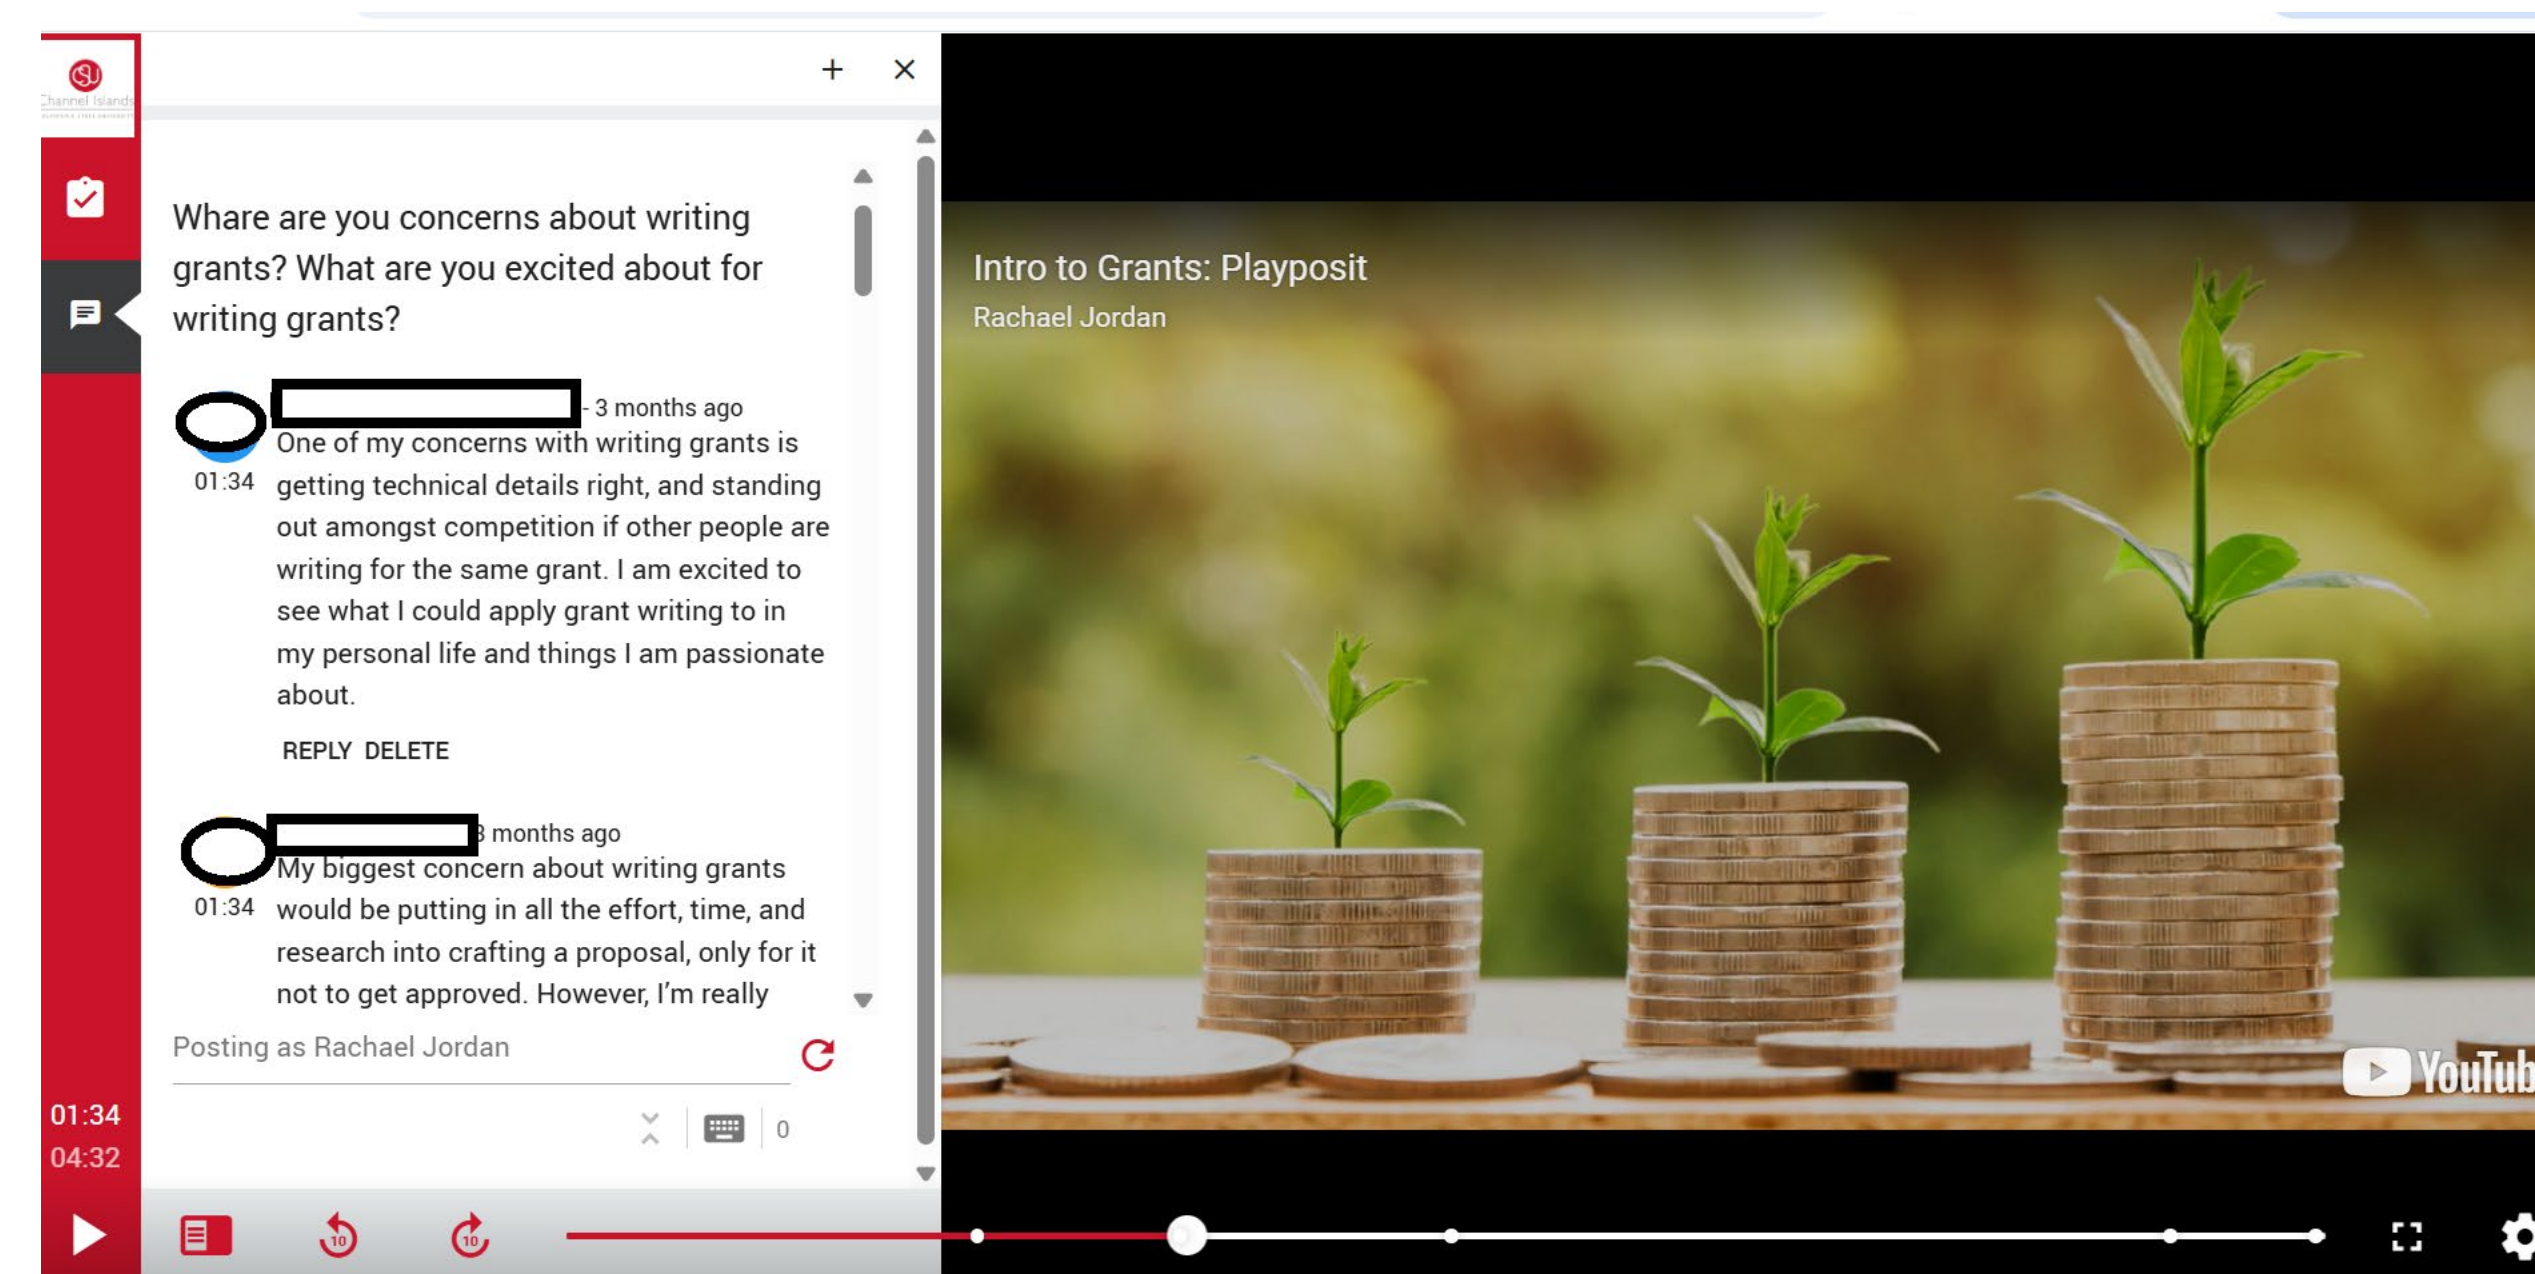 CSU
Channel Islands
+ ×
Whare are you concerns about writing
grants? What are you excited about for
writing grants?
- 3 months ago
One of my concerns with writing grants is
01:34
getting technical details right, and standing
out amongst competition if other people are
writing for the same grant. I am excited to
see what I could apply grant writing to in
my personal life and things I am passionate
about.
REPLY DELETE
3 months ago
My biggest concern about writing grants
01:34
would be putting in all the effort, time, and
research into crafting a proposal, only for it
not to get approved. However, I'm really
Posting as Rachael Jordan
0
01:34
04:32
10
10
Intro to Grants: Playposit
Rachael Jordan
YouTub